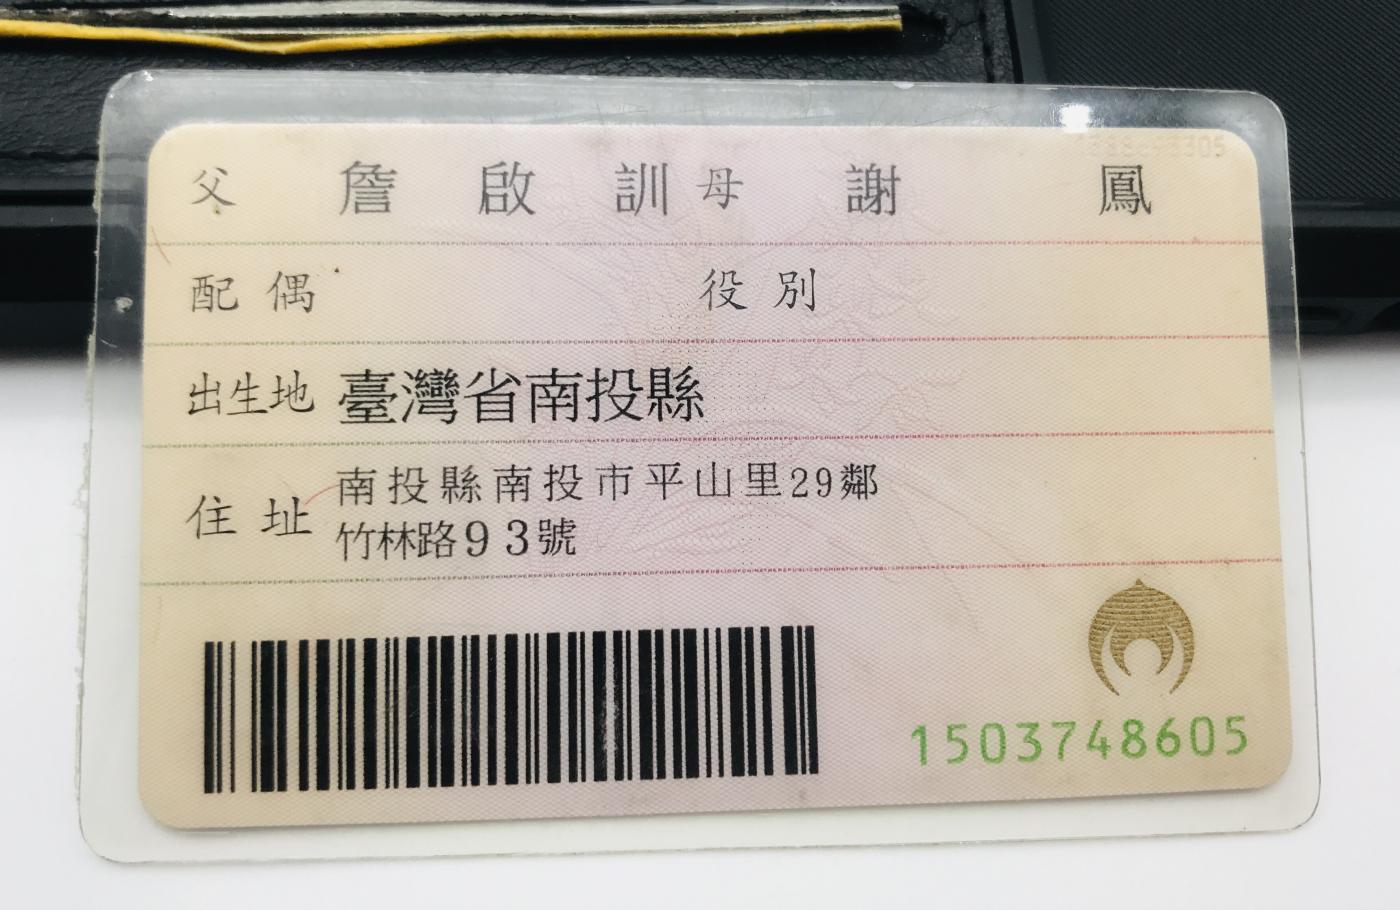 父 詹啟訓 母 謝鳳
配偶 役別
出生地 臺灣省南投縣
住址 南投縣南投市平山里29鄰
竹林路93號
1503748605